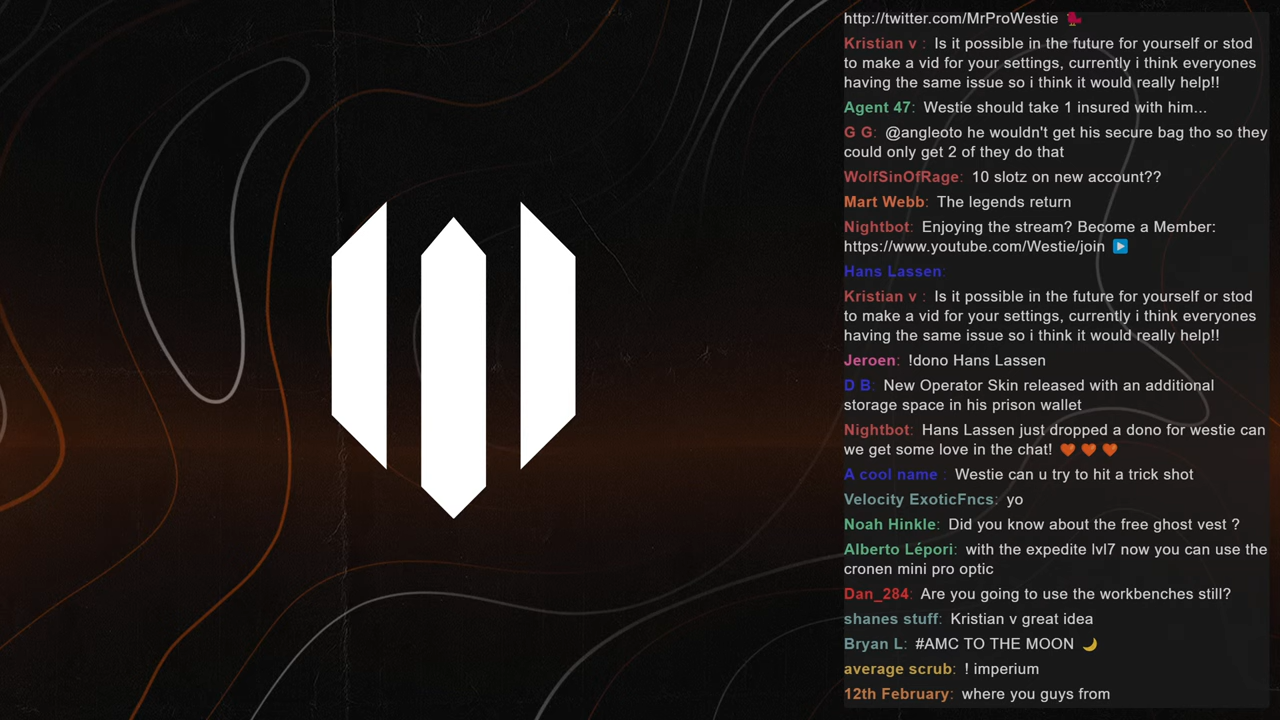 http://twitter.com/MrProWestie
Kristian v : Is it possible in the future for yourself or stod
to make a vid for your settings, currently i think everyones
having the same issue so i think it would really help!!
Agent 47: Westie should take 1 insured with him...
G G: @angleoto he wouldn't get his secure bag tho so they
could only get 2 of they do that
WolfSinOfRage: 10 slotz on new account??
Mart Webb: The legends return
Nightbot: Enjoying the stream? Become a Member:
https://www.youtube.com/Westie/join ▶️
Hans Lassen:
Kristian v : Is it possible in the future for yourself or stod
to make a vid for your settings, currently i think everyones
having the same issue so i think it would really help!!
Jeroen: !dono Hans Lassen
D B: New Operator Skin released with an additional
storage space in his prison wallet
Nightbot: Hans Lassen just dropped a dono for westie can
we get some love in the chat! 🧡 🧡 🧡
A cool name : Westie can u try to hit a trick shot
Velocity ExoticFncs: yo
Noah Hinkle: Did you know about the free ghost vest ?
Alberto Lépori: with the expedite lvl7 now you can use the
cronen mini pro optic
Dan_284: Are you going to use the workbenches still?
shanes stuff: Kristian v great idea
Bryan L: #AMC TO THE MOON 🌙
average scrub: ! imperium
12th February: where you guys from